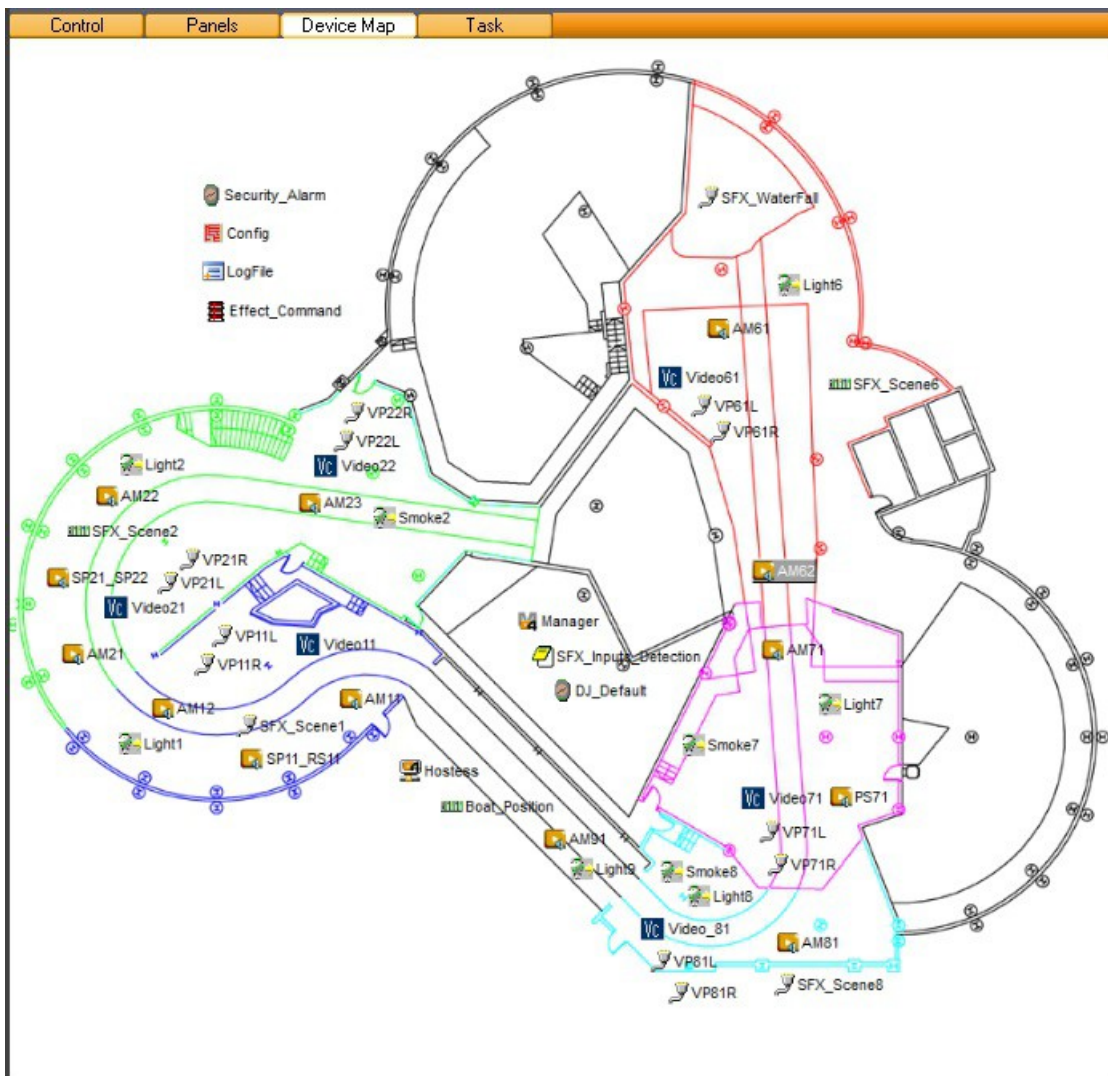 Control
Panels
Device Map
Task
Security_Alarm
SFX_WaterFall
Config
LogFile
Light6
Effect_Command
AM61
Video61
SFX_Scene6
VP22R
VP61L
VP61R
VP22L
Light2
Video22
AM22
AM23
Smoke2
SFX_Scene2
VP21R
AM62
SP21_SP22
VP21L
Video21
Manager
VP11L
Video11
AM21
AM71
SFX_Inputs_Detection
VP11R
DJ_Default
AM11
AM12
Light7
SFX_Scene1
Light1
Smoke7
SP11_RS11
Hostess
Video71
PS71
Boat_Position
AM91
VP71L
Light9
Smoke8
VP71R
Light8
Video_81
AM81
VP81L
SFX_Scene8
VP81R